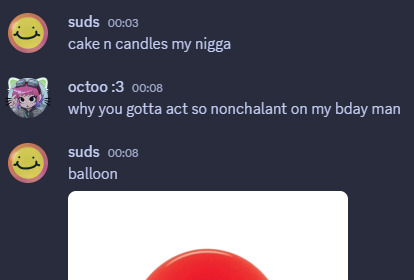 suds 00:03
cake n candles my nigga
octoo :3 00:08
why you gotta act so nonchalant on my bday man
suds 00:08
balloon